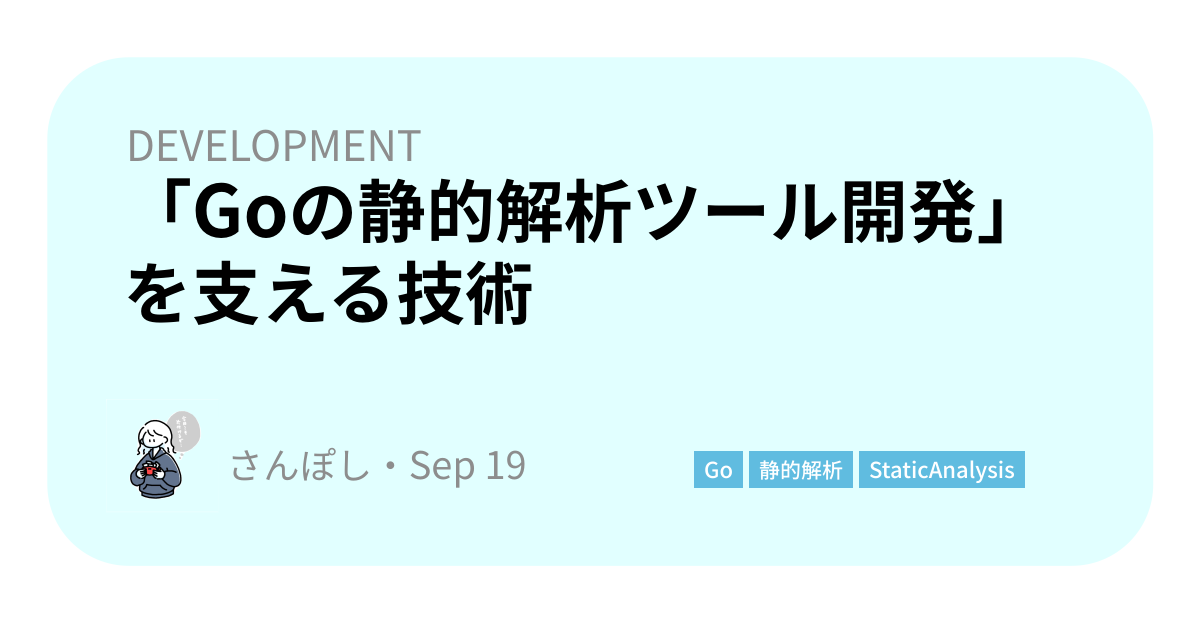 DEVELOPMENT
「Goの静的解析ツール開発」
を支える技術
さんぽし・Sep 19
Go 静的解析 StaticAnalysis